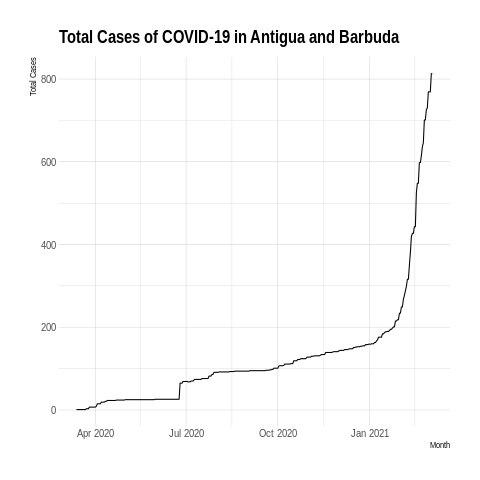 Total Cases of COVID-19 in Antigua and Barbuda
Total Cases
800
600
400
200
0
Apr 2020 Jul 2020 Oct 2020 Jan 2021
Month